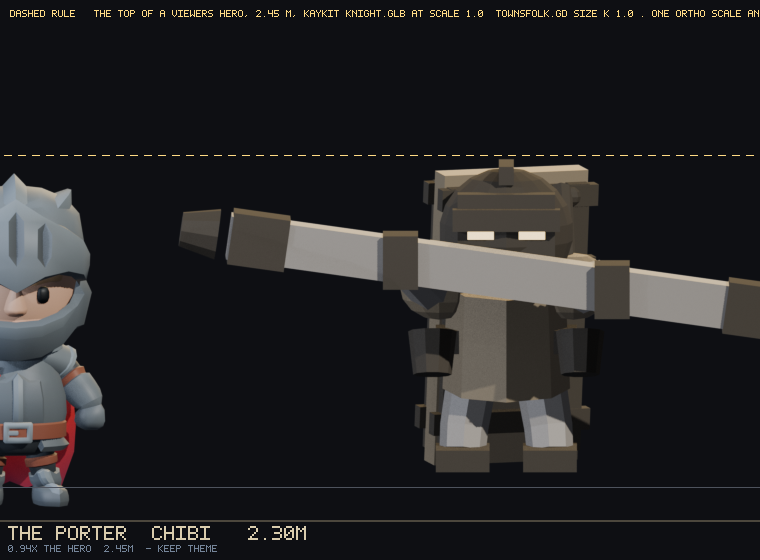 DASHED RULE   THE TOP OF A VIEWERS HERO, 2.45 M, KAYKIT KNIGHT.GLB AT SCALE 1.0  TOWNSFOLK.GD SIZE K 1.0 . ONE ORTHO SCALE AN
THE PORTER  CHIBI   2.30M
0.94X THE HERO  2.45M  — KEEP THEME